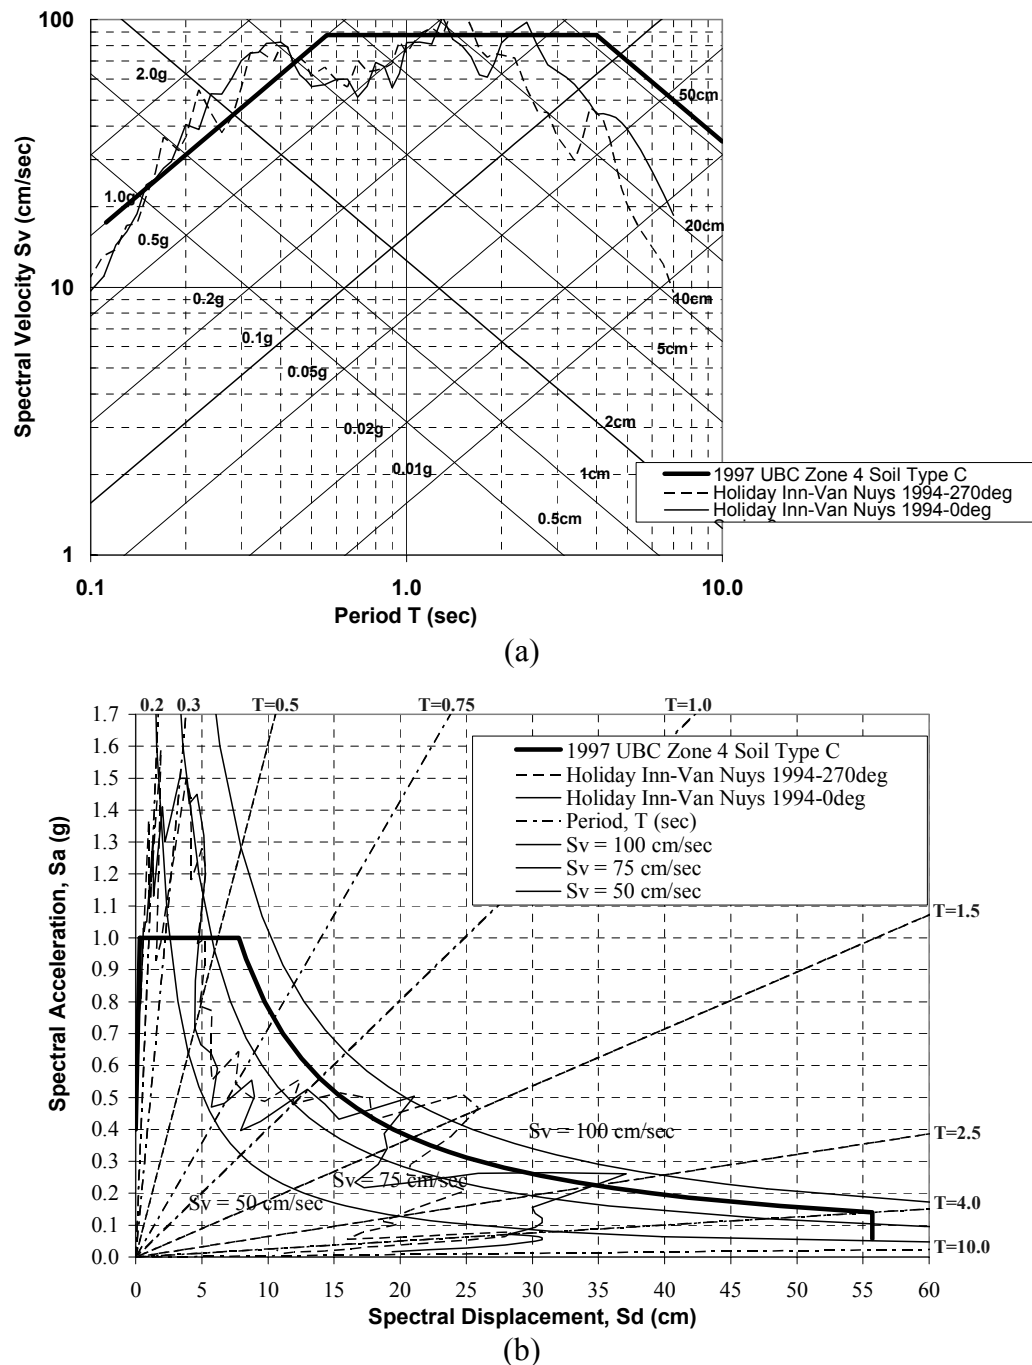 100
2.0g
50cm
1.0g
0.5g
20cm
10
0.2g
10cm
0.1g
5cm
0.05g
2cm
0.02g
0.01g
1cm
0.5cm
1
0.1
1.0
10.0
Spectral Velocity Sv (cm/sec)
Period T (sec)
1997 UBC Zone 4 Soil Type C
Holiday Inn-Van Nuys 1994-270deg
Holiday Inn-Van Nuys 1994-0deg
(a)
0.2 0.3 T=0.5 T=0.75 T=1.0
1.7
1.6
1.5
1.4
1.3
1.2
1.1
1.0
0.9
0.8
0.7
0.6
0.5
0.4
0.3
0.2
0.1
0.0
Spectral Acceleration, Sa (g)
1997 UBC Zone 4 Soil Type C
Holiday Inn-Van Nuys 1994-270deg
Holiday Inn-Van Nuys 1994-0deg
Period, T (sec)
Sv = 100 cm/sec
Sv = 75 cm/sec
Sv = 50 cm/sec
T=1.5
Sv = 100 cm/sec
T=2.5
Sv = 75 cm/sec
Sv = 50 cm/sec
T=4.0
T=10.0
0 5 10 15 20 25 30 35 40 45 50 55 60
Spectral Displacement, Sd (cm)
(b)